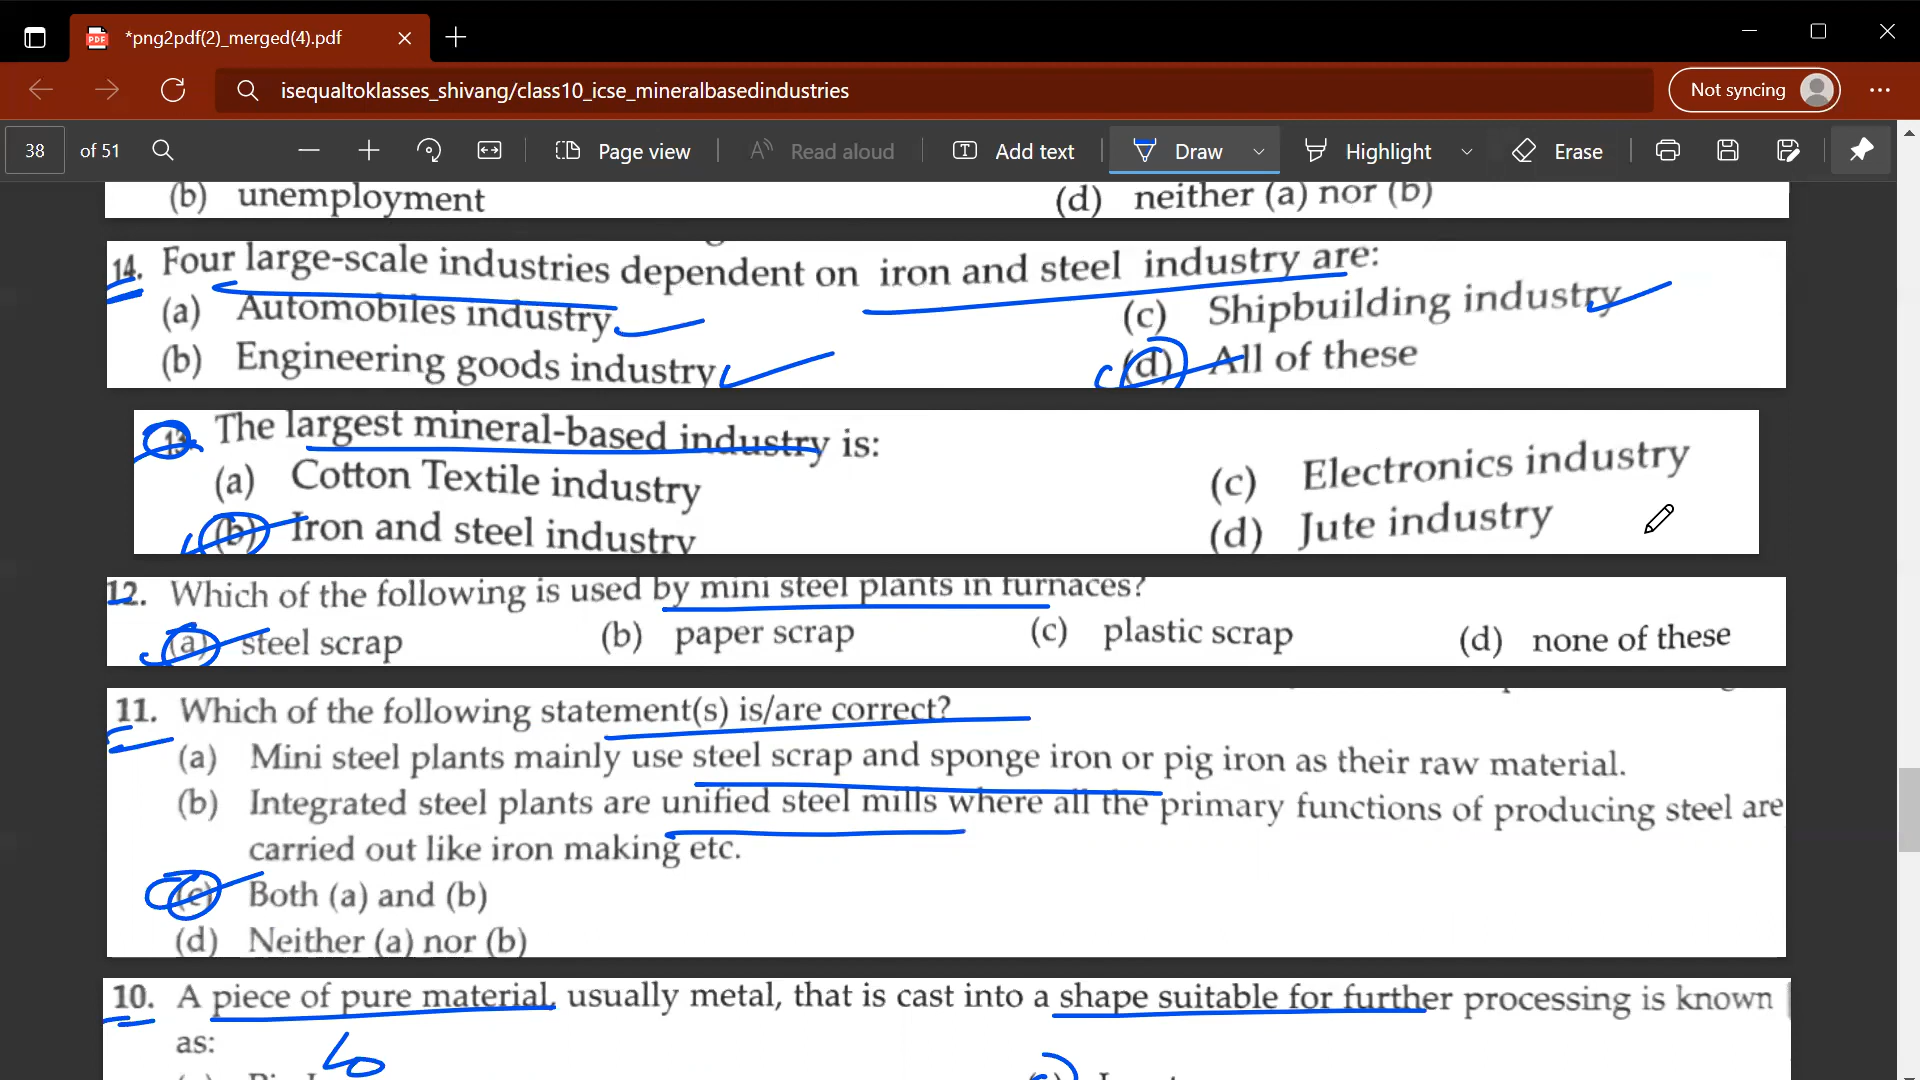 *png2pdf(2)_merged(4).pdf
isequaltoklasses_shivang/class10_icse_mineralbasedindustries
Not syncing
38 of 51
Page view
Read aloud
Add text
Draw
Highlight
Erase
(b) unemployment
(d) neither (a) nor (b)
14. Four large-scale industries dependent on iron and steel industry are:
(a) Automobiles industry
(c) Shipbuilding industry
(b) Engineering goods industry
(d) All of these
13. The largest mineral-based industry is:
(a) Cotton Textile industry
(c) Electronics industry
(b) Iron and steel industry
(d) Jute industry
12. Which of the following is used by mini steel plants in furnaces?
(a) steel scrap (b) paper scrap (c) plastic scrap (d) none of these
11. Which of the following statement(s) is/are correct?
(a) Mini steel plants mainly use steel scrap and sponge iron or pig iron as their raw material.
(b) Integrated steel plants are unified steel mills where all the primary functions of producing steel are
carried out like iron making etc.
(c) Both (a) and (b)
(d) Neither (a) nor (b)
10. A piece of pure material, usually metal, that is cast into a shape suitable for further processing is known
as: